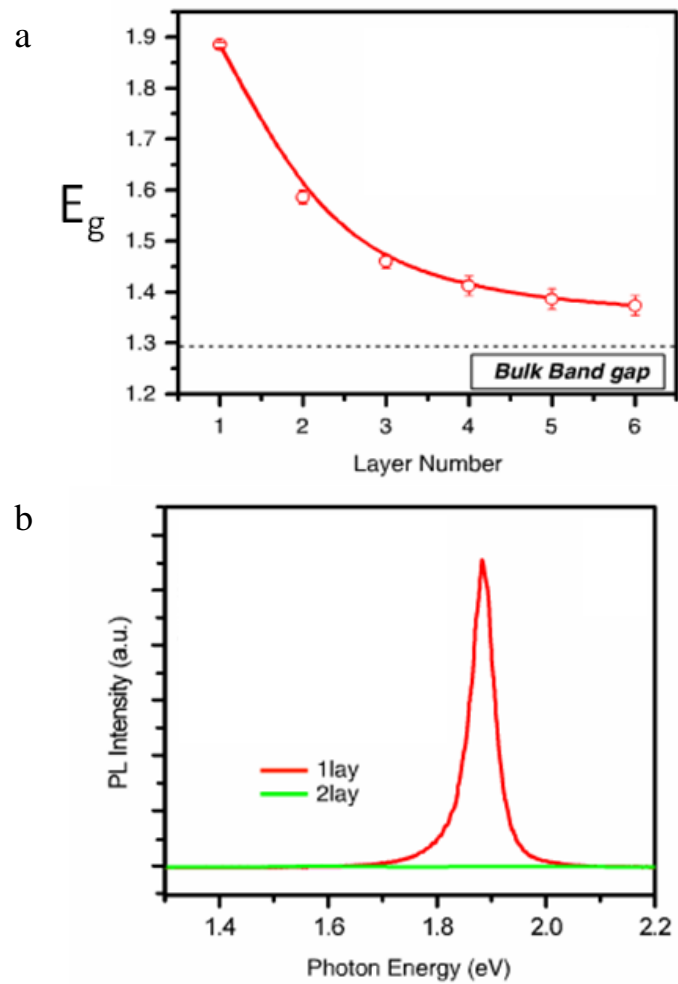 a
1.9
1.8
1.7
1.6
1.5
1.4
1.3
1.2
E_g
Bulk Band gap
1 2 3 4 5 6
Layer Number
b
PL Intensity (a.u.)
1lay
2lay
1.4 1.6 1.8 2.0 2.2
Photon Energy (eV)